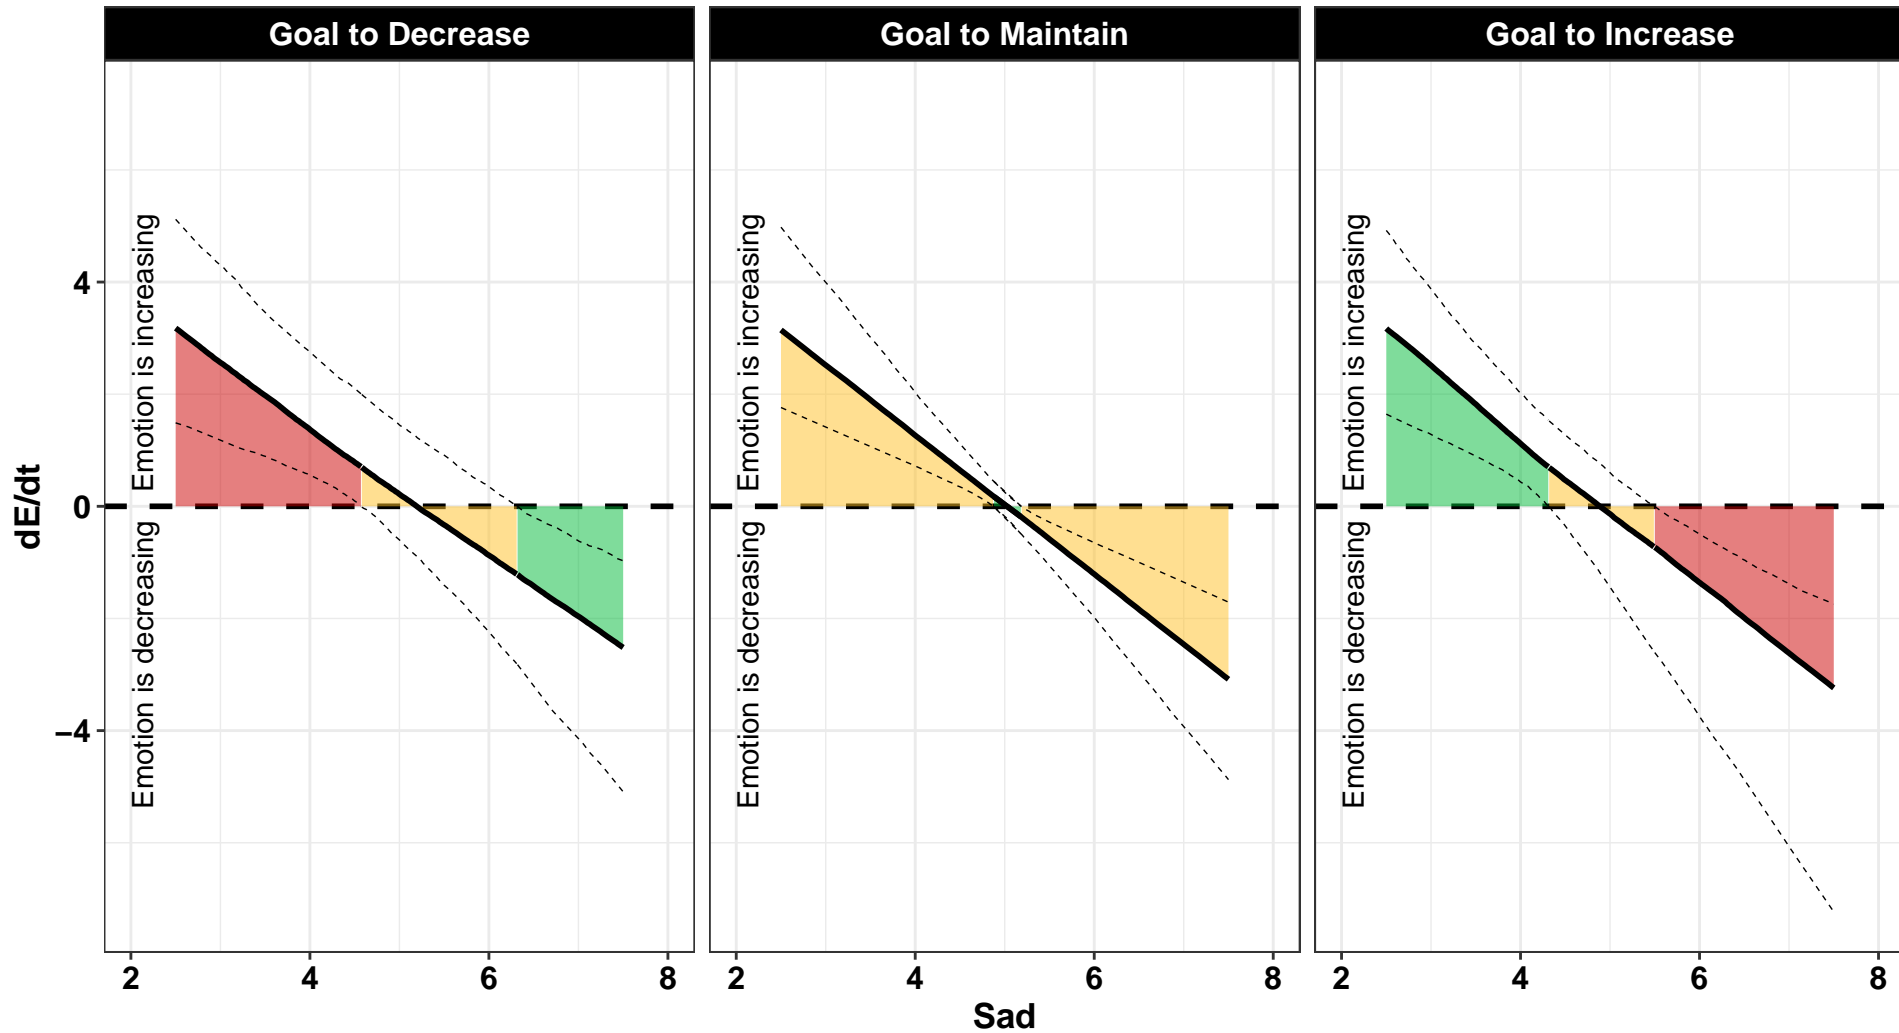 Goal to Decrease
Goal to Maintain
Goal to Increase
dE/dt
4
0
−4
Emotion is increasing
Emotion is decreasing
Emotion is increasing
Emotion is decreasing
Emotion is increasing
Emotion is decreasing
2 4 6 8
2 4 6 8
2 4 6 8
Sad